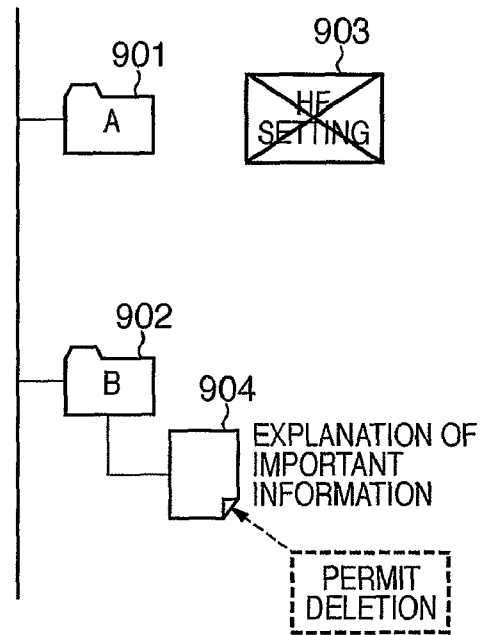 901
903
A
HF
SETTING
902
B
904
EXPLANATION OF
IMPORTANT
INFORMATION
PERMIT
DELETION